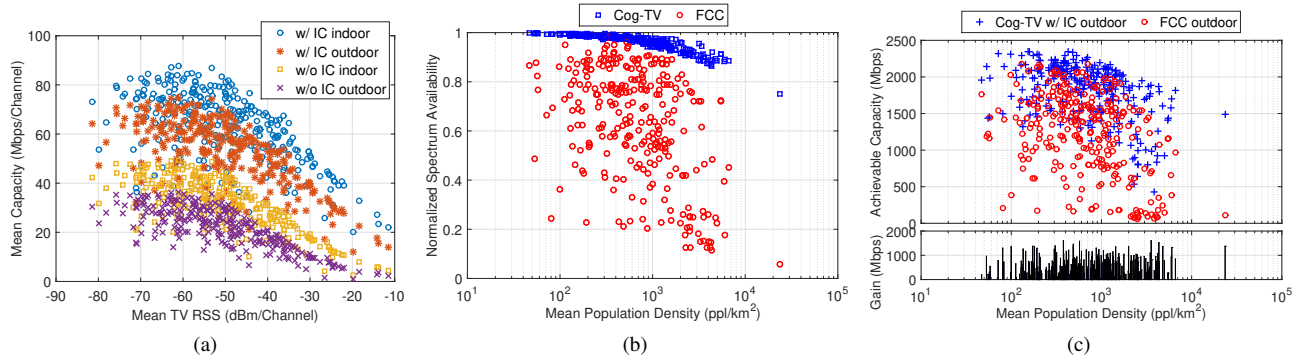 w/ IC indoor
w/ IC outdoor
w/o IC indoor
w/o IC outdoor
Mean Capacity (Mbps/Channel)
100
80
60
40
20
0
-90 -80 -70 -60 -50 -40 -30 -20 -10
Mean TV RSS (dBm/Channel)
(a)
Cog-TV FCC
Normalized Spectrum Availability
1
0.8
0.6
0.4
0.2
0
10^1 10^2 10^3 10^4 10^5
Mean Population Density (ppl/km^2)
(b)
Cog-TV w/ IC outdoor FCC outdoor
Achievable Capacity (Mbps)
2500
2000
1500
1000
500
0
Gain (Mbps)
2000
1000
0
10^1 10^2 10^3 10^4 10^5
Mean Population Density (ppl/km^2)
(c)